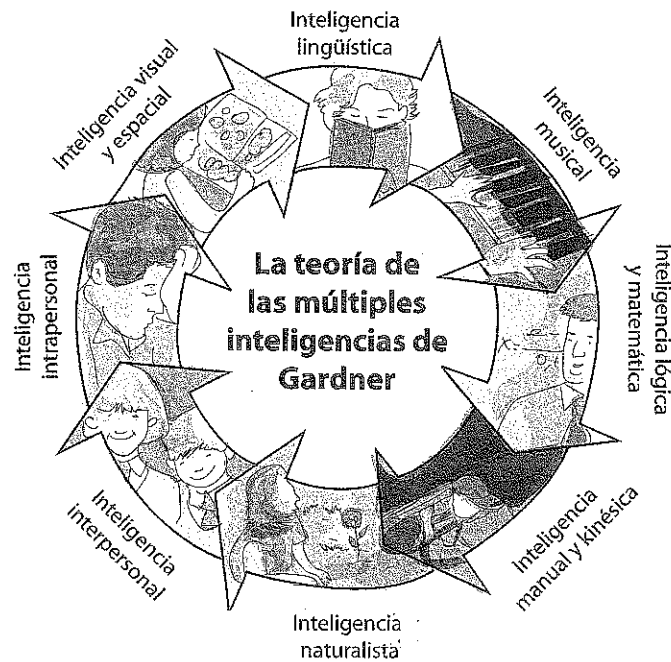 Inteligencia
lingüística
Inteligencia
musical
Inteligencia lógica
y matemática
Inteligencia
manual y kinésica
Inteligencia
naturalista
Inteligencia
interpersonal
Inteligencia
intrapersonal
Inteligencia visual
y espacial
La teoría de
las múltiples
inteligencias de
Gardner